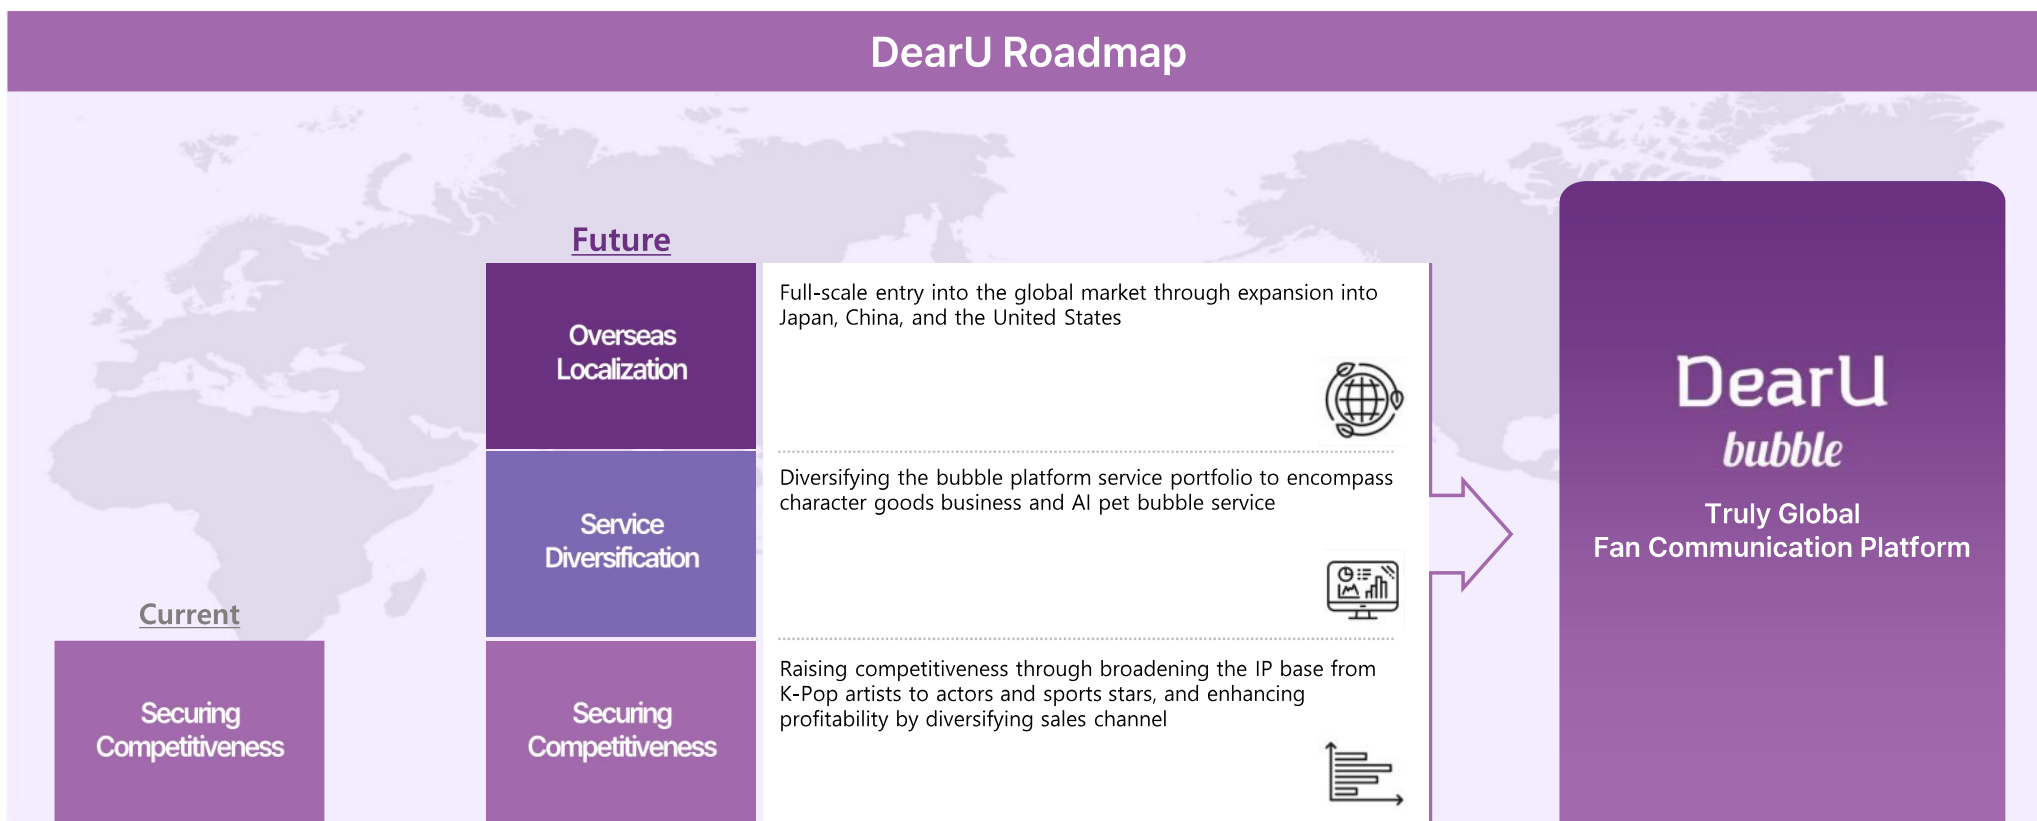 DearU Roadmap
Current
Securing
Competitiveness
Future
Overseas
Localization
Full-scale entry into the global market through expansion into
Japan, China, and the United States
Service
Diversification
Diversifying the bubble platform service portfolio to encompass
character goods business and AI pet bubble service
Securing
Competitiveness
Raising competitiveness through broadening the IP base from
K-Pop artists to actors and sports stars, and enhancing
profitability by diversifying sales channel
DearU
bubble
Truly Global
Fan Communication Platform